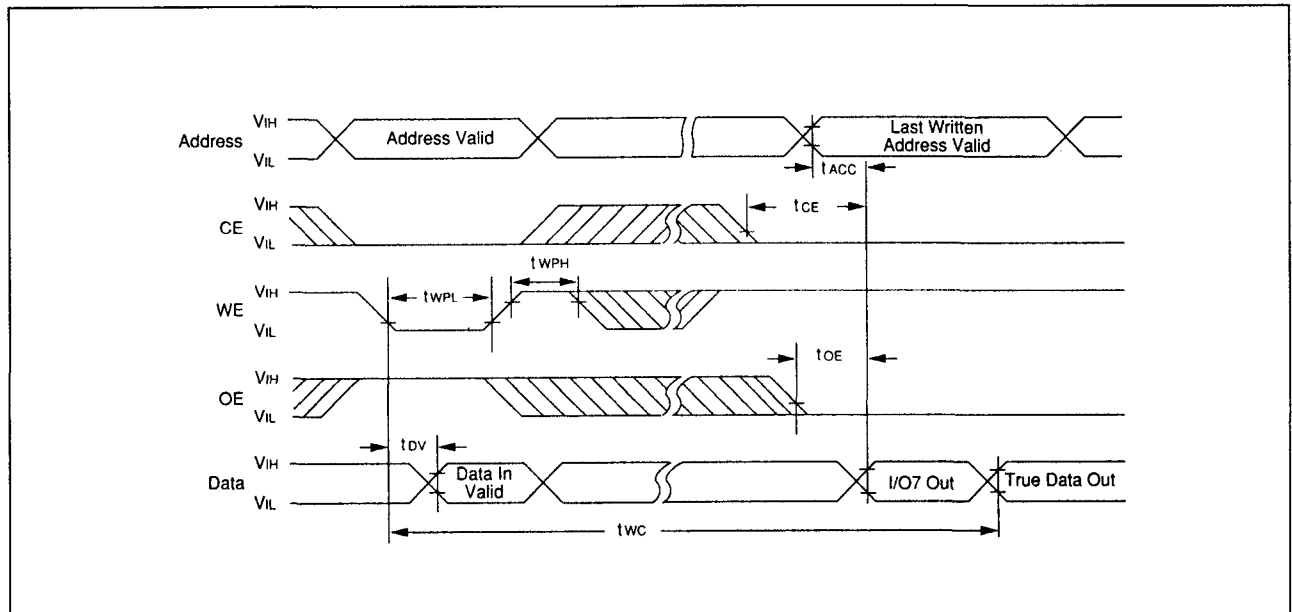 VIH
Address
Address Valid
Last Written
Address Valid
VIL
tACC
VIH
CE
tCE
VIL
tWPH
VIH
WE
tWPL
VIL
tOE
VIH
OE
VIL
tDV
VIH
Data
Data In
Valid
I/O7 Out
True Data Out
VIL
tWC